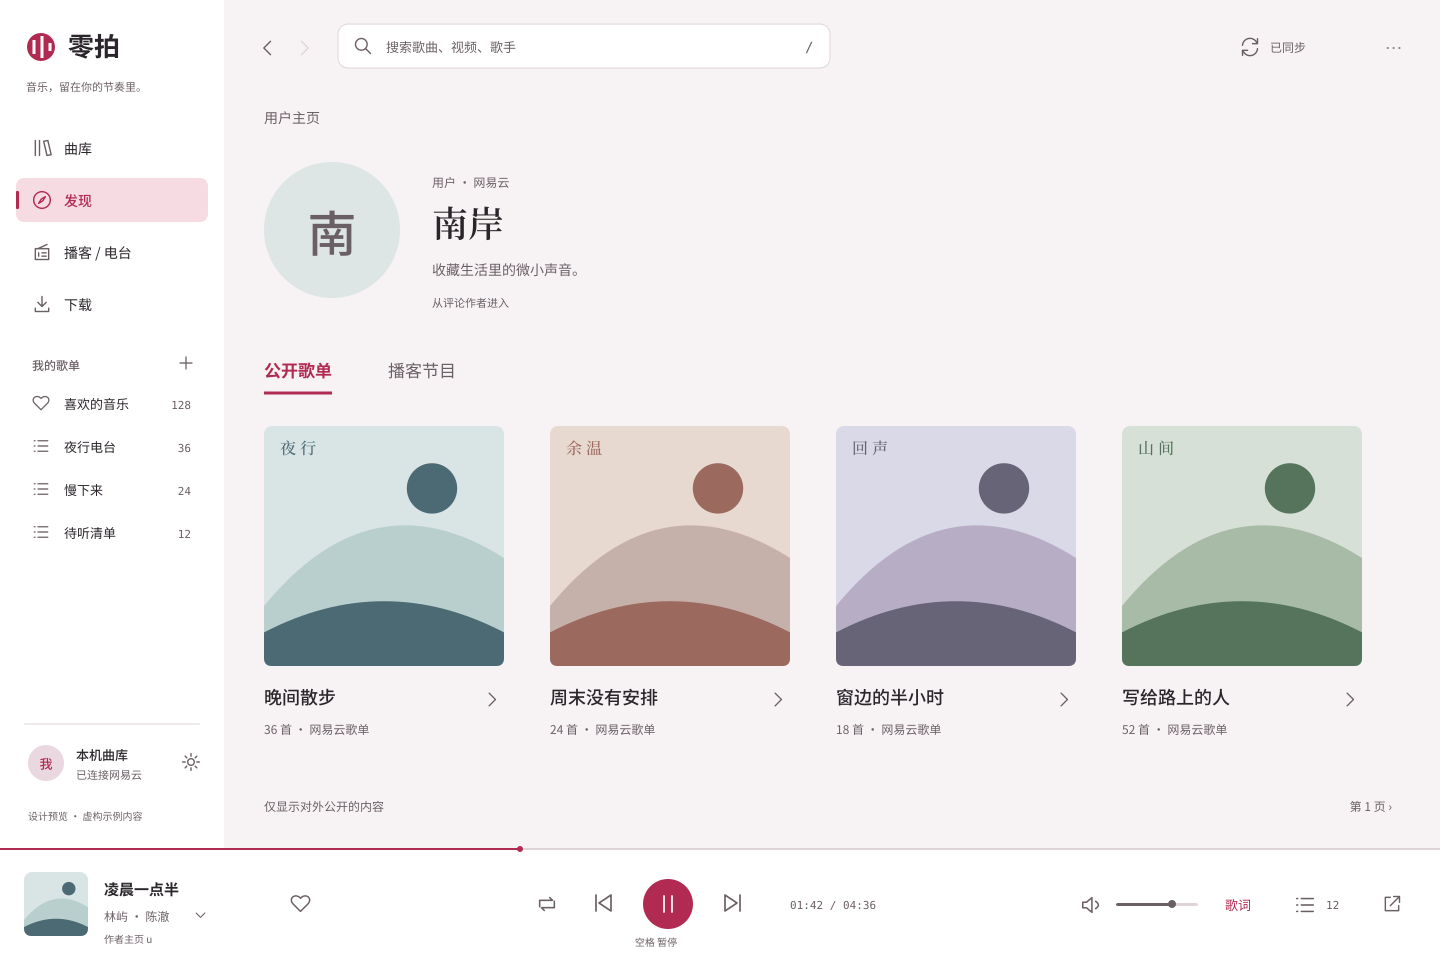 零拍
音乐，留在你的节奏里。
曲库
发现
播客 / 电台
下载
我的歌单
喜欢的音乐 128
夜行电台 36
慢下来 24
待听清单 12
我
本机曲库
已连接网易云
设计预览 · 虚构示例内容
搜索歌曲、视频、歌手 /
已同步
用户主页
南
用户 · 网易云
南岸
收藏生活里的微小声音。
从评论作者进入
公开歌单 播客节目
夜行
余温
回声
山间
晚间散步
36 首 · 网易云歌单
周末没有安排
24 首 · 网易云歌单
窗边的半小时
18 首 · 网易云歌单
写给路上的人
52 首 · 网易云歌单
仅显示对外公开的内容
第 1 页 ›
凌晨一点半
林屿 · 陈澈
作者主页 u
空格 暂停
01:42 / 04:36
歌词
12